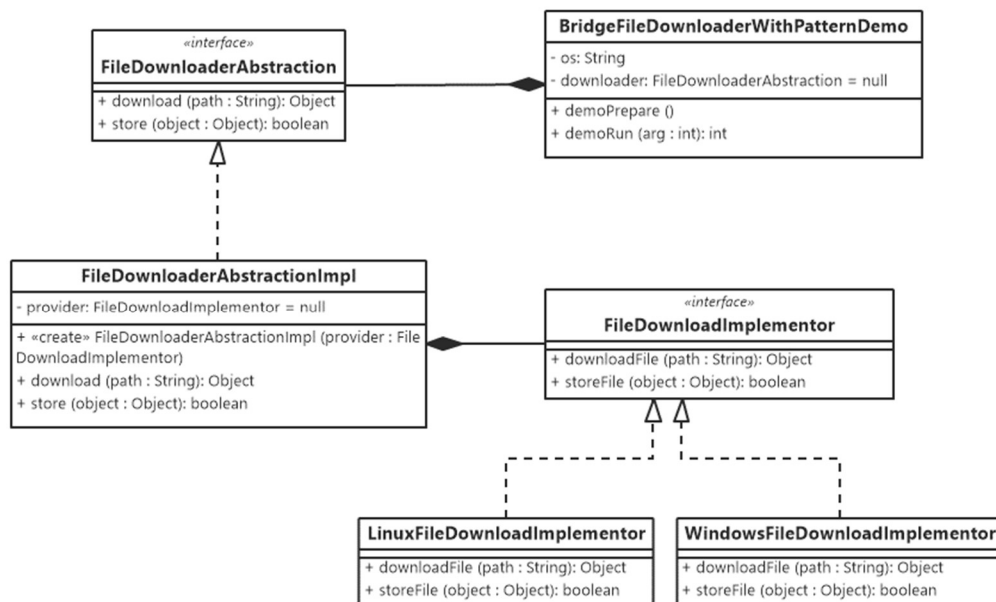 «interface»
FileDownloaderAbstraction
+ download (path : String): Object
+ store (object : Object): boolean
BridgeFileDownloaderWithPatternDemo
- os: String
- downloader: FileDownloaderAbstraction = null
+ demoPrepare ()
+ demoRun (arg : int): int
FileDownloaderAbstractionImpl
- provider: FileDownloadImplementor = null
+ «create» FileDownloaderAbstractionImpl (provider : File
DownloadImplementor)
+ download (path : String): Object
+ store (object : Object): boolean
«interface»
FileDownloadImplementor
+ downloadFile (path : String): Object
+ storeFile (object : Object): boolean
LinuxFileDownloadImplementor
+ downloadFile (path : String): Object
+ storeFile (object : Object): boolean
WindowsFileDownloadImplementor
+ downloadFile (path : String): Object
+ storeFile (object : Object): boolean